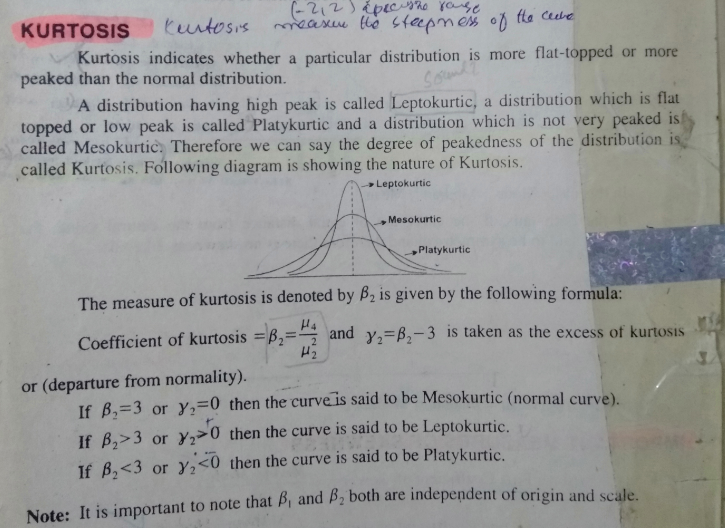 (-2,2)
KURTOSIS Kurtosis measure the steepness of the curve
Kurtosis indicates whether a particular distribution is more flat-topped or more
peaked than the normal distribution.
A distribution having high peak is called Leptokurtic, a distribution which is flat
topped or low peak is called Platykurtic and a distribution which is not very peaked is
called Mesokurtic. Therefore we can say the degree of peakedness of the distribution is
called Kurtosis. Following diagram is showing the nature of Kurtosis.
Leptokurtic
Mesokurtic
Platykurtic
The measure of kurtosis is denoted by β₂ is given by the following formula:
Coefficient of kurtosis =β₂=μ₄/μ₂² and γ₂=β₂−3 is taken as the excess of kurtosis
or (departure from normality).
If β₂=3 or γ₂=0 then the curve is said to be Mesokurtic (normal curve).
If β₂>3 or γ₂>0 then the curve is said to be Leptokurtic.
If β₂<3 or γ₂<0 then the curve is said to be Platykurtic.
Note: It is important to note that β₁ and β₂ both are independent of origin and scale.